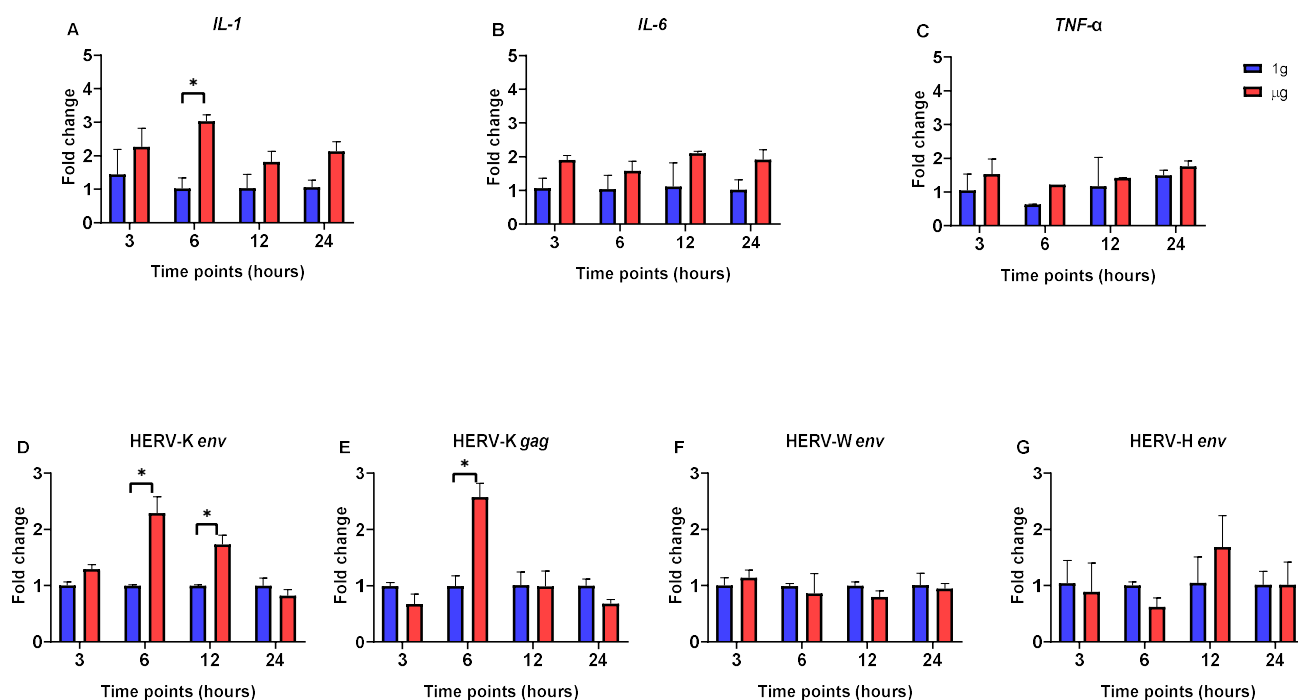 A
IL-1
5
4
3
2
1
0
Fold change
*
3 6 12 24
Time points (hours)
B
IL-6
5
4
3
2
1
0
Fold change
3 6 12 24
Time points (hours)
C
TNF-α
5
4
3
2
1
0
Fold change
3 6 12 24
Time points (hours)
1g
μg
D
HERV-K env
3
2
1
0
Fold change
*
*
3 6 12 24
Time points (hours)
E
HERV-K gag
3
2
1
0
Fold change
*
3 6 12 24
Time points (hours)
F
HERV-W env
3
2
1
0
Fold change
3 6 12 24
Time points (hours)
G
HERV-H env
3
2
1
0
Fold change
3 6 12 24
Time points (hours)